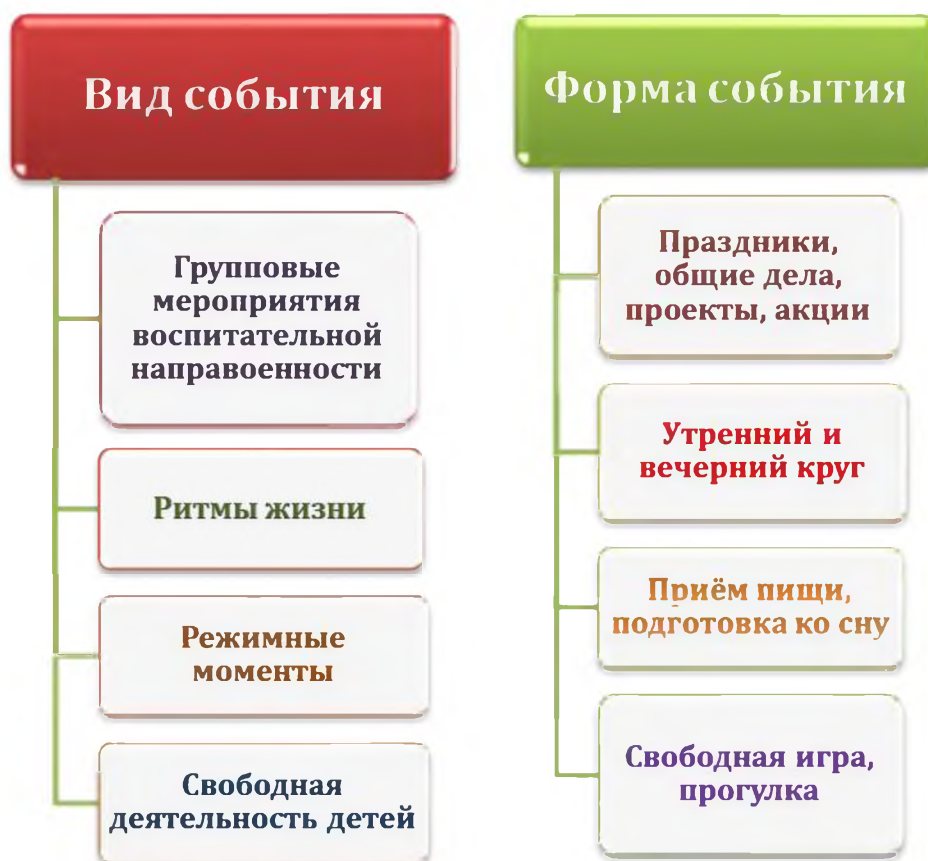 Вид события
Групповые
мероприятия
воспитательной
направоенности
Ритмы жизни
Режимные
моменты
Свободная
деятельность детей
Форма события
Праздники,
общие дела,
проекты, акции
Утренний и
вечерний круг
Приём пищи,
подготовка ко сну
Свободная игра,
прогулка